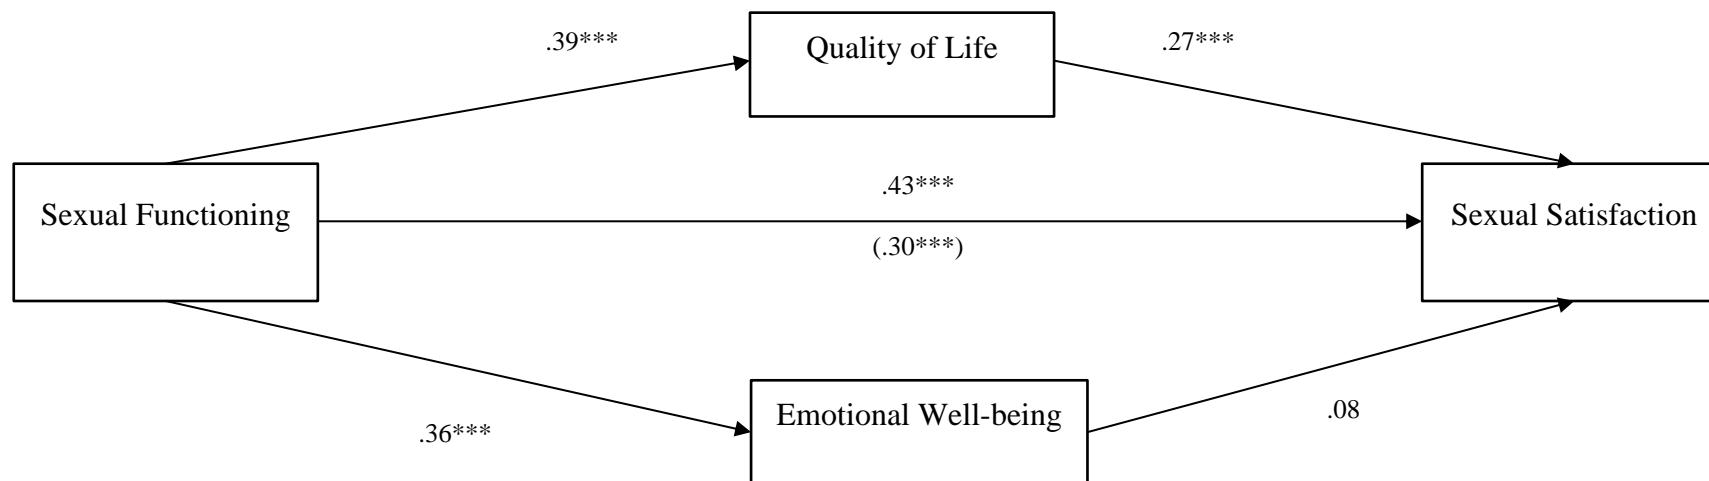 .39***
Quality of Life
.27***
Sexual Functioning
.43***
(.30***)
Sexual Satisfaction
.36***
Emotional Well-being
.08